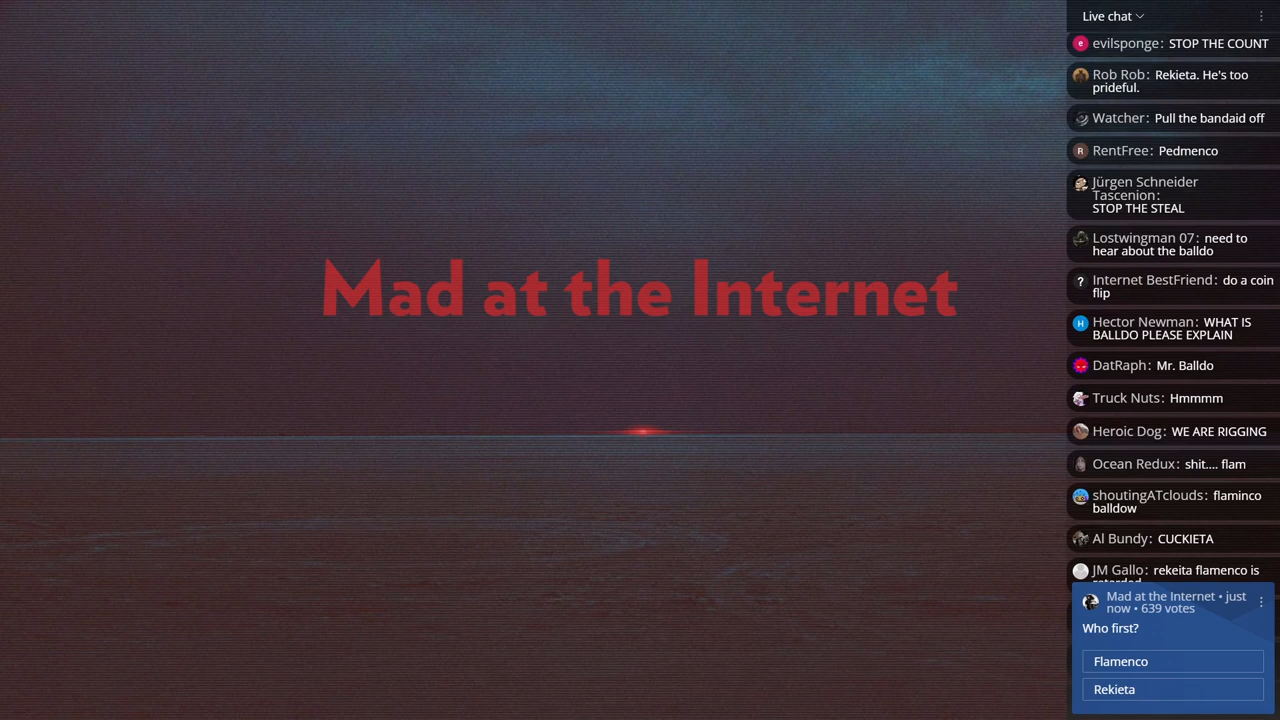 Mad at the Internet
Live chat
evilsponge: STOP THE COUNT
Rob Rob: Rekieta. He's too
prideful.
Watcher: Pull the bandaid off
R
RentFree: Pedmenco
Jürgen Schneider
Tascenion:
STOP THE STEAL
Lostwingman 07: need to
hear about the balldo
? Internet BestFriend: do a coin
flip
H Hector Newman: WHAT IS
BALLDO PLEASE EXPLAIN
DatRaph: Mr. Balldo
Truck Nuts: Hmmmm
Heroic Dog: WE ARE RIGGING
Ocean Redux: shit.... flam
shoutingATclouds: flaminco
balldow
Al Bundy: CUCKIETA
JM Gallo: rekeita flamenco is
Mad at the Internet • just
now • 639 votes
Who first?
Flamenco
Rekieta